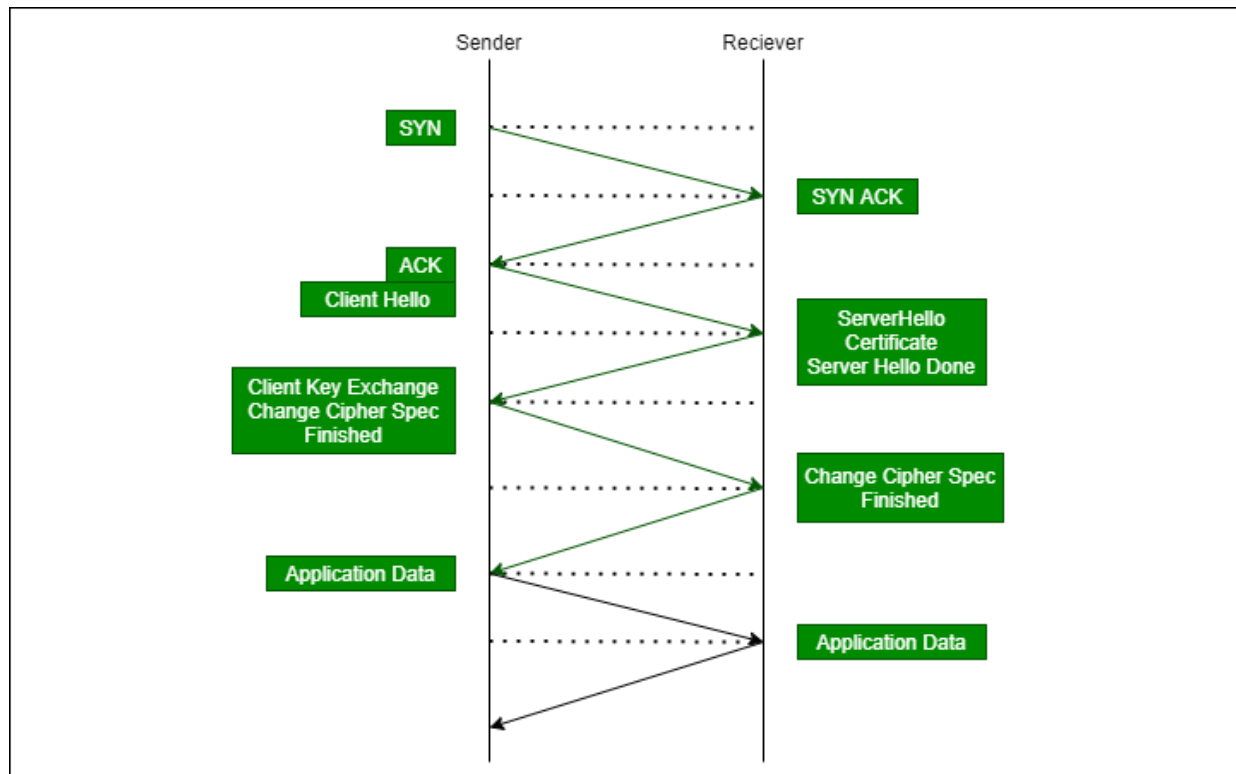 Sender
Reciever
SYN
SYN ACK
ACK
Client Hello
ServerHello
Certificate
Server Hello Done
Client Key Exchange
Change Cipher Spec
Finished
Change Cipher Spec
Finished
Application Data
Application Data